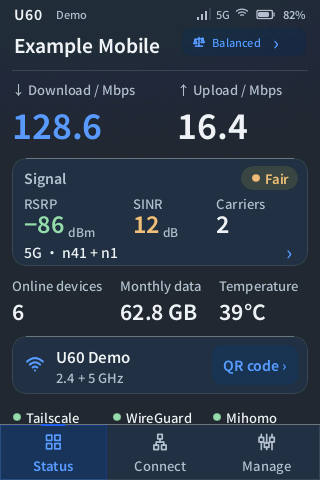 U60 Demo 5G 82%
Example Mobile Balanced ›
↓ Download / Mbps ↑ Upload / Mbps
128.6 16.4
Signal Fair
RSRP SINR Carriers
−86 dBm 12 dB 2
5G · n41 + n1 ›
Online devices Monthly data Temperature
6 62.8 GB 39°C
U60 Demo QR code ›
2.4 + 5 GHz
Tailscale WireGuard Mihomo
Status Connect Manage